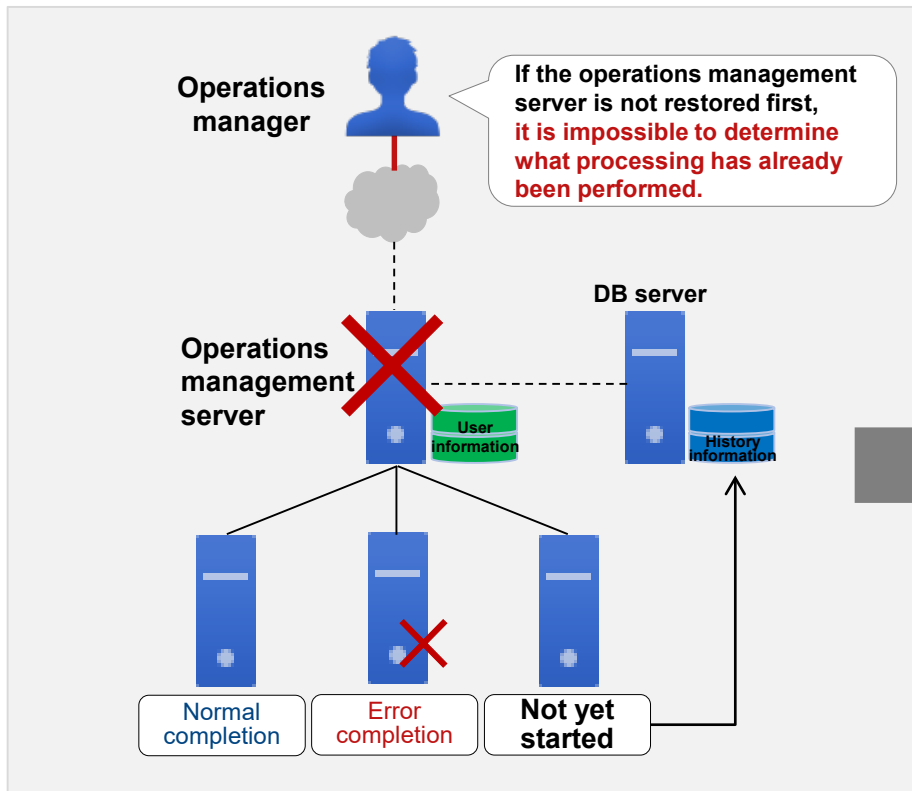 Operations
manager
If the operations management
server is not restored first,
it is impossible to determine
what processing has already
been performed.
DB server
Operations
management
server
User
information
History
information
Normal
completion
Error
completion
Not yet
started